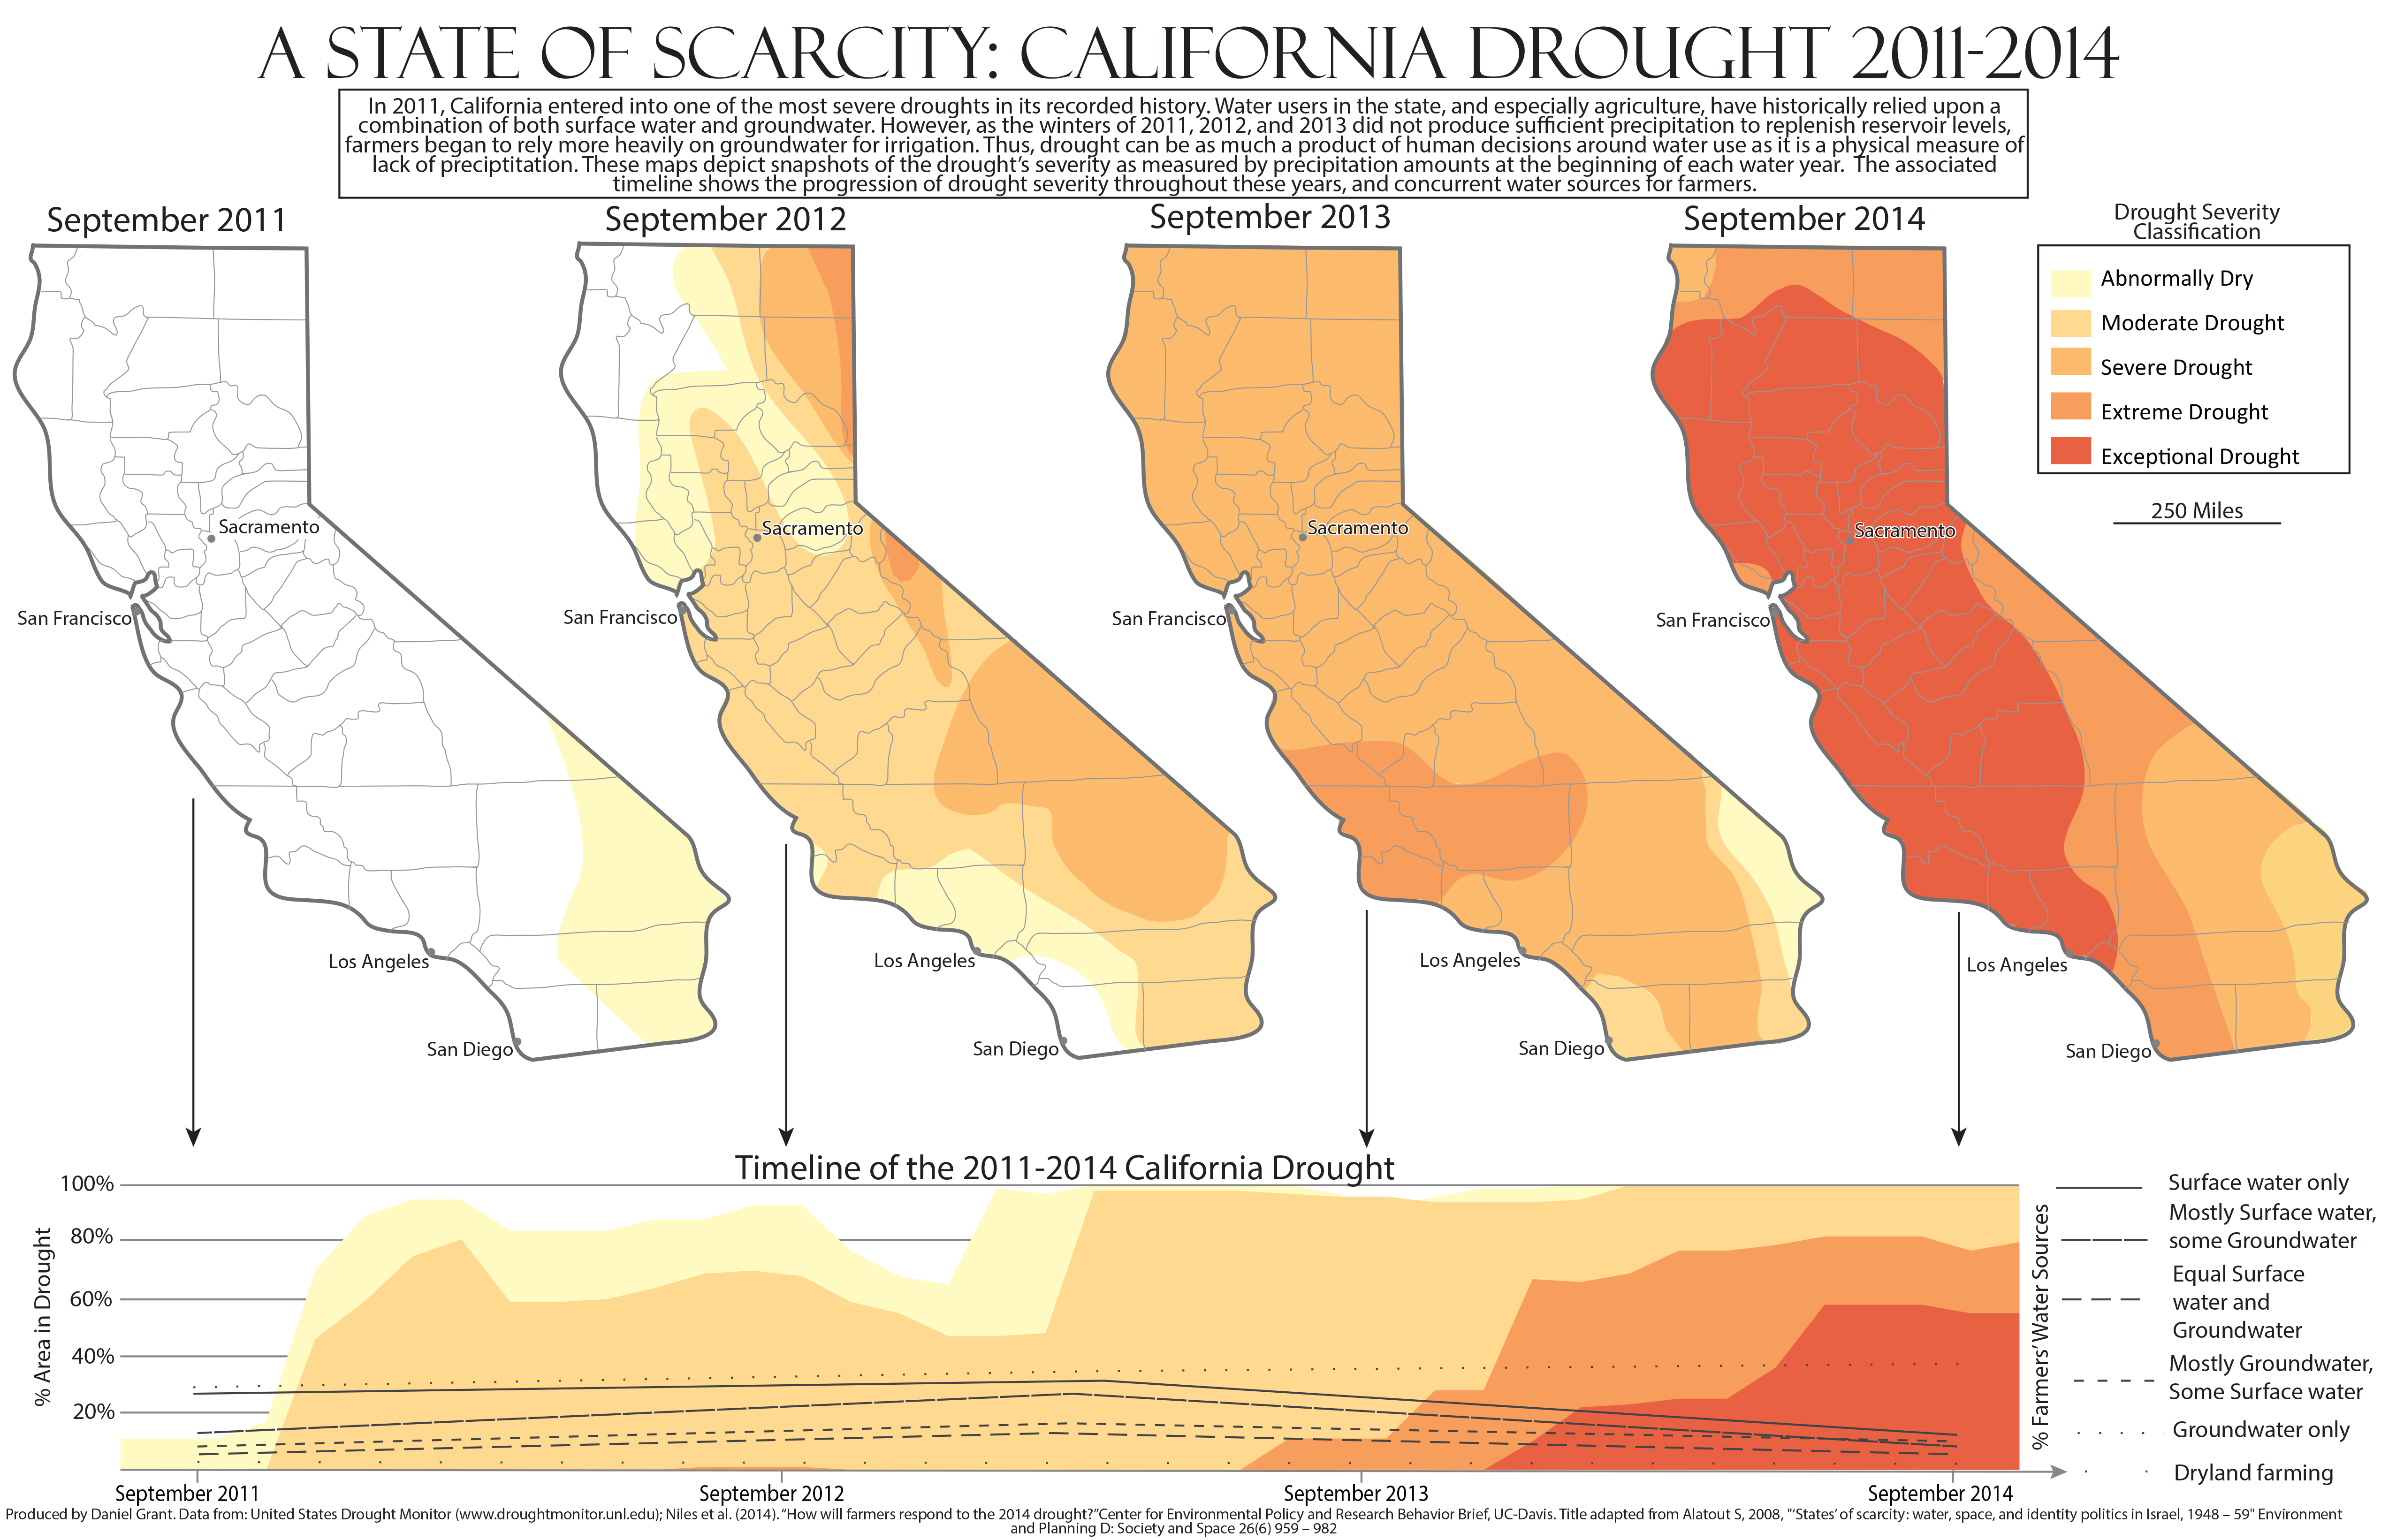 A STATE OF SCARCITY: CALIFORNIA DROUGHT 2011-2014
In 2011, California entered into one of the most severe droughts in its recorded history. Water users in the state, and especially agriculture, have historically relied upon a
combination of both surface water and groundwater. However, as the winters of 2011, 2012, and 2013 did not produce sufficient precipitation to replenish reservoir levels,
farmers began to rely more heavily on groundwater for irrigation. Thus, drought can be as much a product of human decisions around water use as it is a physical measure of
lack of preciptitation. These maps depict snapshots of the drought's severity as measured by precipitation amounts at the beginning of each water year. The associated
timeline shows the progression of drought severity throughout these years, and concurrent water sources for farmers.
September 2011
Sacramento
San Francisco
Los Angeles
San Diego
September 2012
Sacramento
San Francisco
Los Angeles
San Diego
September 2013
Sacramento
San Francisco
Los Angeles
San Diego
September 2014
Sacramento
San Francisco
Los Angeles
San Diego
Drought Severity
Classification
Abnormally Dry
Moderate Drought
Severe Drought
Extreme Drought
Exceptional Drought
250 Miles
Timeline of the 2011-2014 California Drought
% Area in Drought
100%
80%
60%
40%
20%
September 2011
September 2012
September 2013
September 2014
% Farmers' Water Sources
Surface water only
Mostly Surface water,
some Groundwater
Equal Surface
water and
Groundwater
Mostly Groundwater,
Some Surface water
Groundwater only
Dryland farming
Produced by Daniel Grant. Data from: United States Drought Monitor (www.droughtmonitor.unl.edu); Niles et al. (2014). "How will farmers respond to the 2014 drought?"Center for Environmental Policy and Research Behavior Brief, UC-Davis. Title adapted from Alatout S, 2008, "'States' of scarcity: water, space, and identity politics in Israel, 1948 – 59" Environment
and Planning D: Society and Space 26(6) 959 – 982